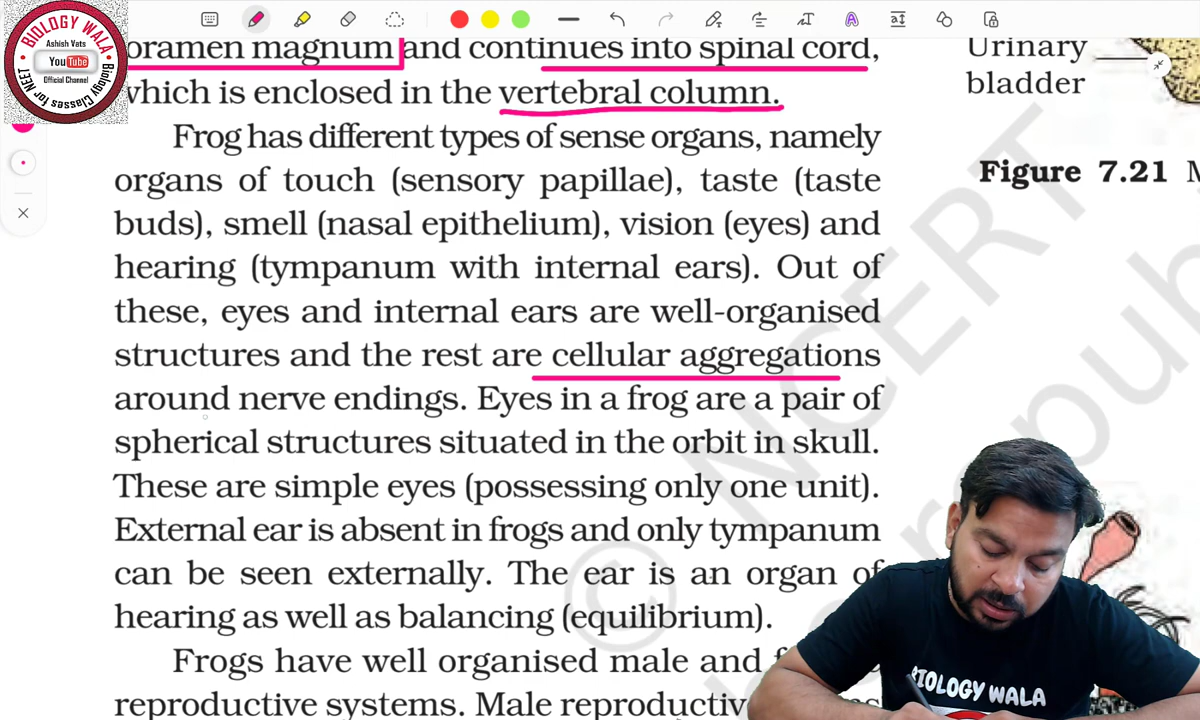 BIOLOGY WALA
Ashish Vats
YouTube
Official Channel
Biology Classes for NEET
oramen magnum and continues into spinal cord,
which is enclosed in the vertebral column.
Frog has different types of sense organs, namely
organs of touch (sensory papillae), taste (taste
buds), smell (nasal epithelium), vision (eyes) and
hearing (tympanum with internal ears). Out of
these, eyes and internal ears are well-organised
structures and the rest are cellular aggregations
around nerve endings. Eyes in a frog are a pair of
spherical structures situated in the orbit in skull.
These are simple eyes (possessing only one unit).
External ear is absent in frogs and only tympanum
can be seen externally. The ear is an organ of
hearing as well as balancing (equilibrium).
Frogs have well organised male and
reproductive systems. Male reproductive
Urinary
bladder
Figure 7.21
© NCERT
BIOLOGY WALA